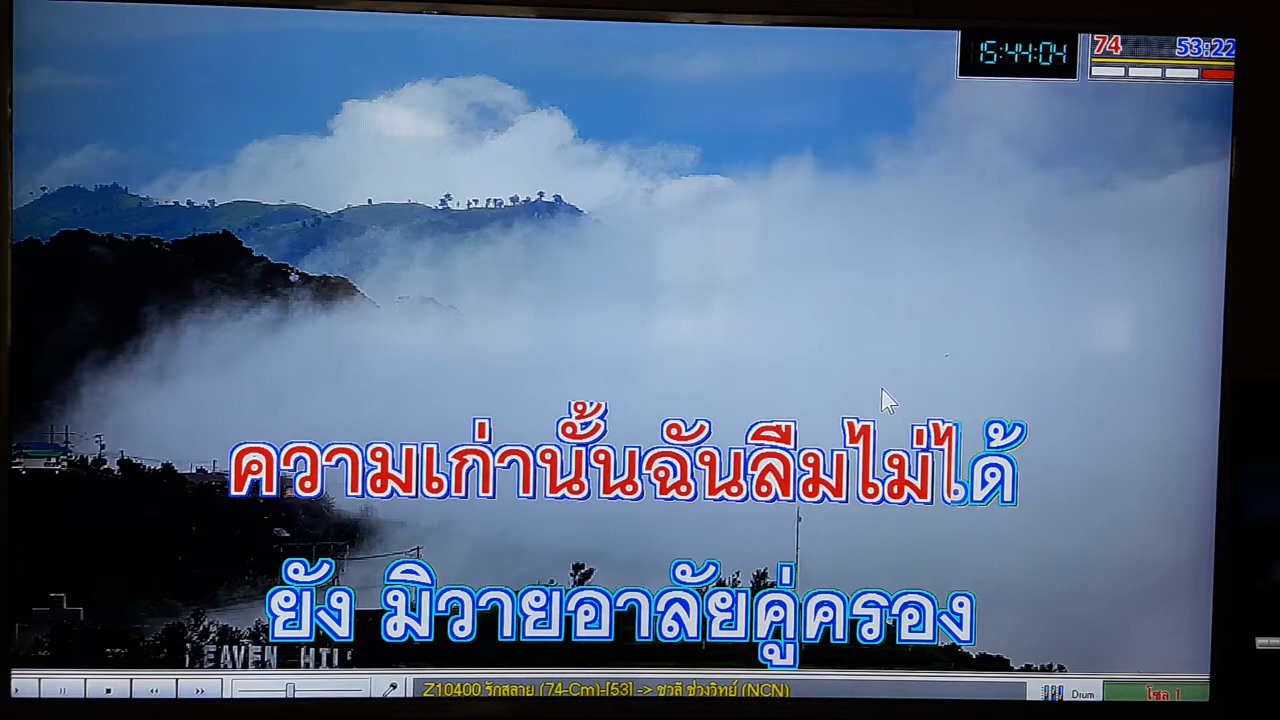 15:44:04
74 53:22
ความเก่านั้นฉันลืมไม่ได้
ยัง มิวายอาลัยคู่ครอง
Z10400 รักสลาย (74-Cm)-[53] -> ชาลี ช่วงวิทย์ (NCN)
Drum
โซล 1